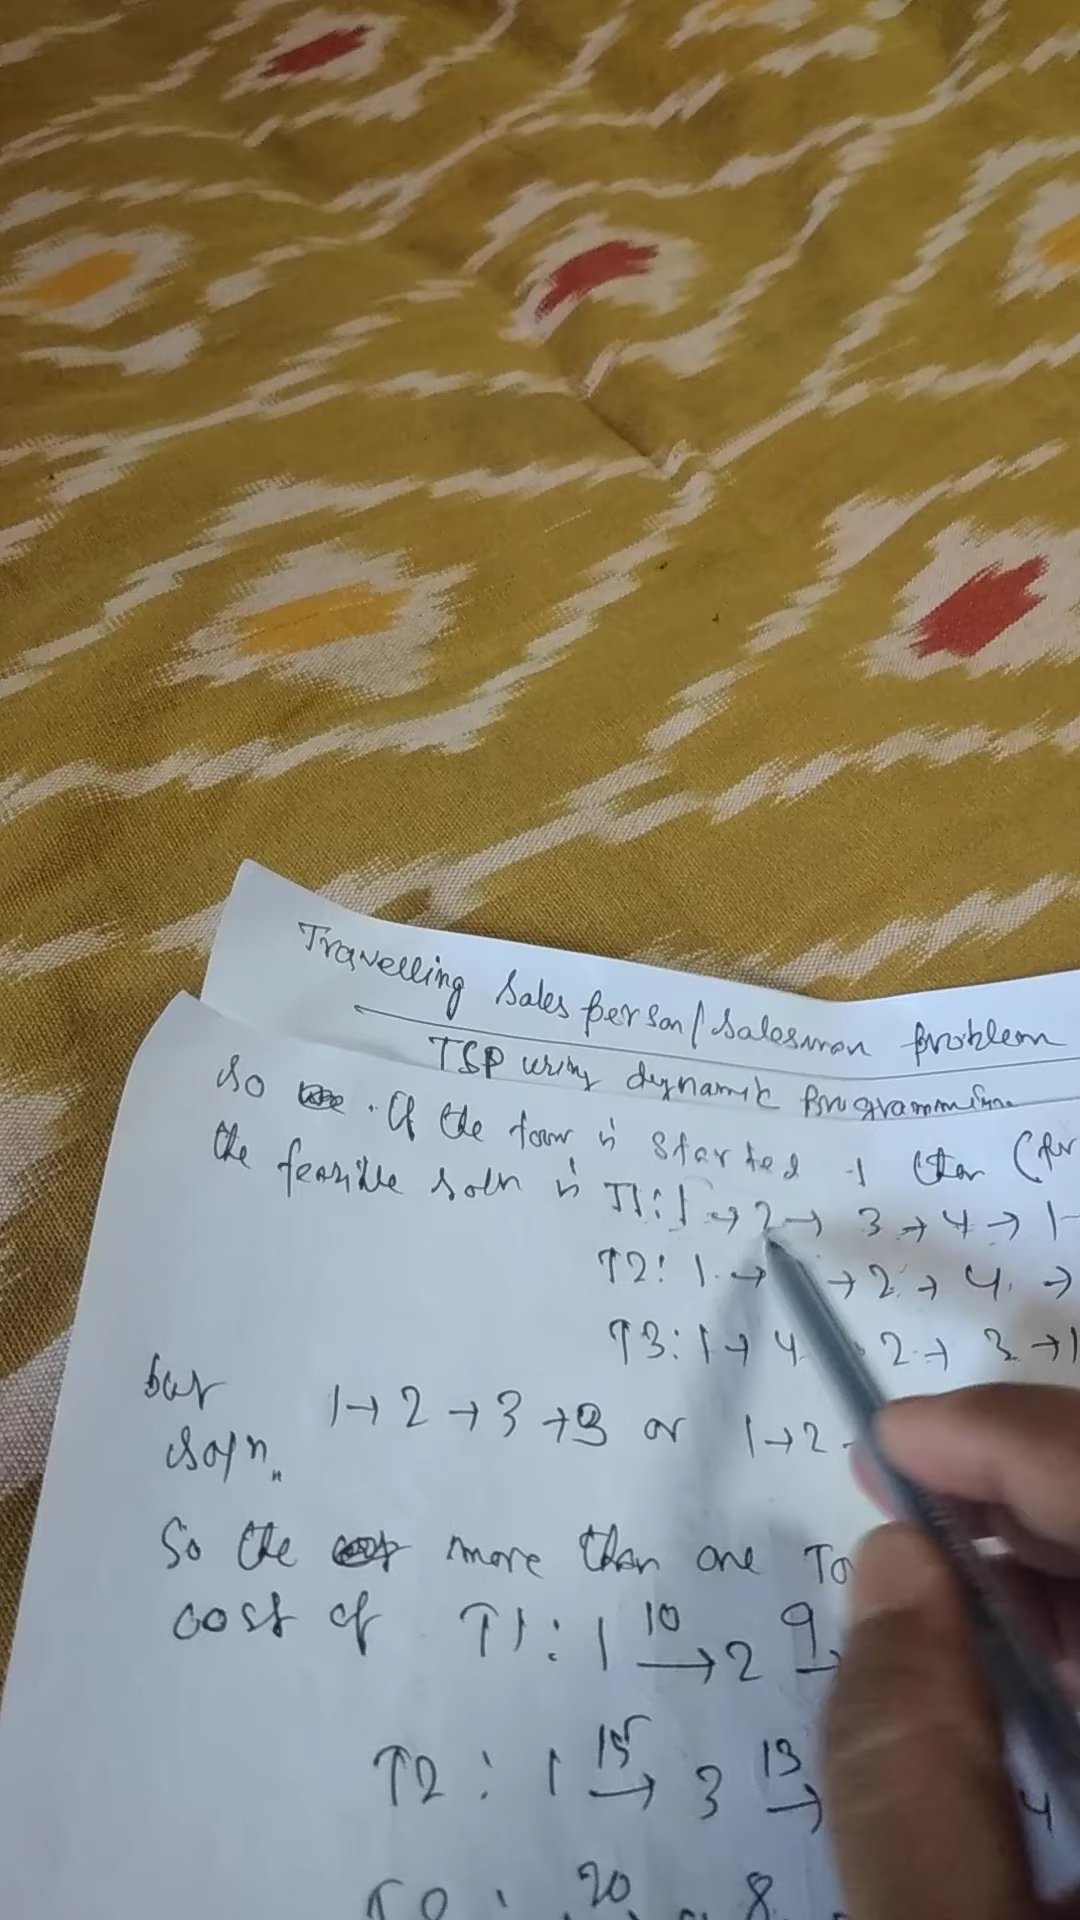 Travelling Sales person/Salesman problem
TSP using dynamic Programming
So . If the tour is started 1 then (for
the feasible soln is T1: 1 → 2 → 3 → 4 → 1
T2: 1 → → 2 → 4 →
T3: 1 → 4 2 → 3 → 1
but 1 → 2 → 3 → 3 or 1 → 2
soln
So the more than one To
cost of T1: 1 10 → 2 9 →
T2: 1 15 → 3 13 → 4
20 8